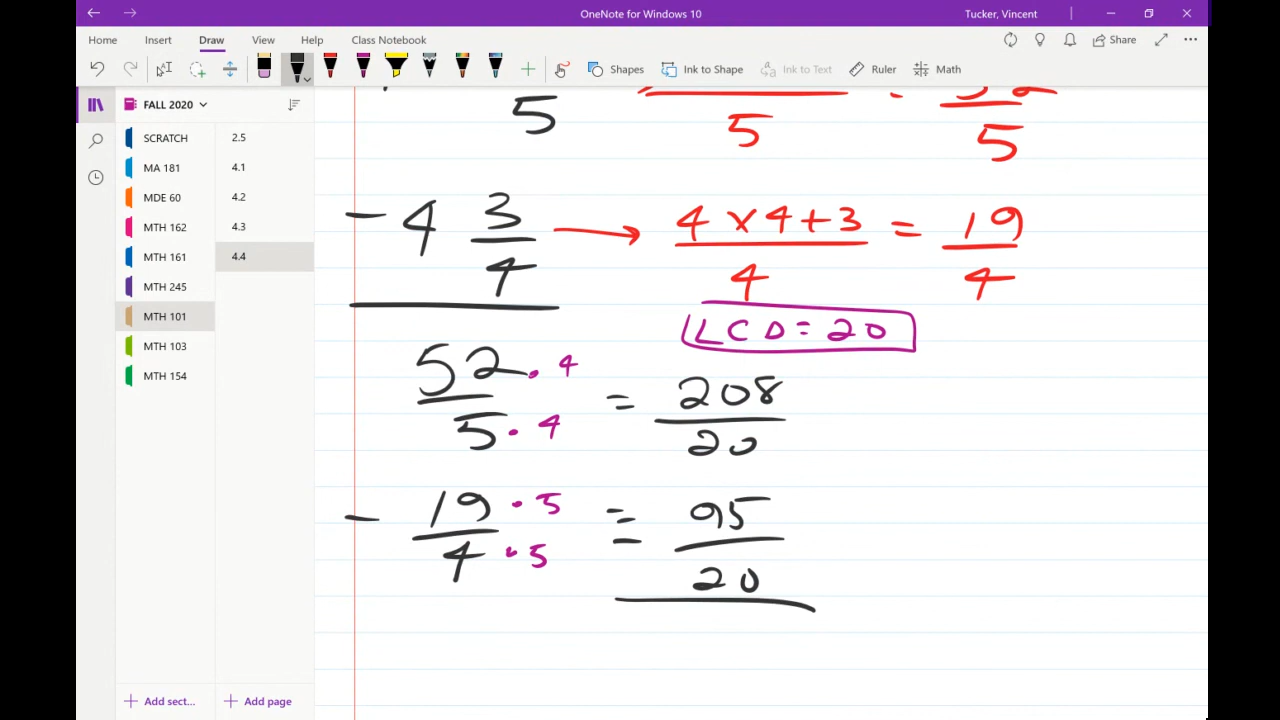 OneNote for Windows 10
Tucker, Vincent
Home Insert Draw View Help Class Notebook
Share
Shapes Ink to Shape Ink to Text Ruler Math
FALL 2020
SCRATCH
MA 181
MDE 60
MTH 162
MTH 161
MTH 245
MTH 101
MTH 103
MTH 154
2.5
4.1
4.2
4.3
4.4
5 5 5
- 4 3/4 → 4 × 4 + 3 / 4 = 19/4
LCD = 20
52 · 4 / 5 · 4 = 208/20
- 19 · 5 / 4 · 5 = 95/20
Add sect...
Add page